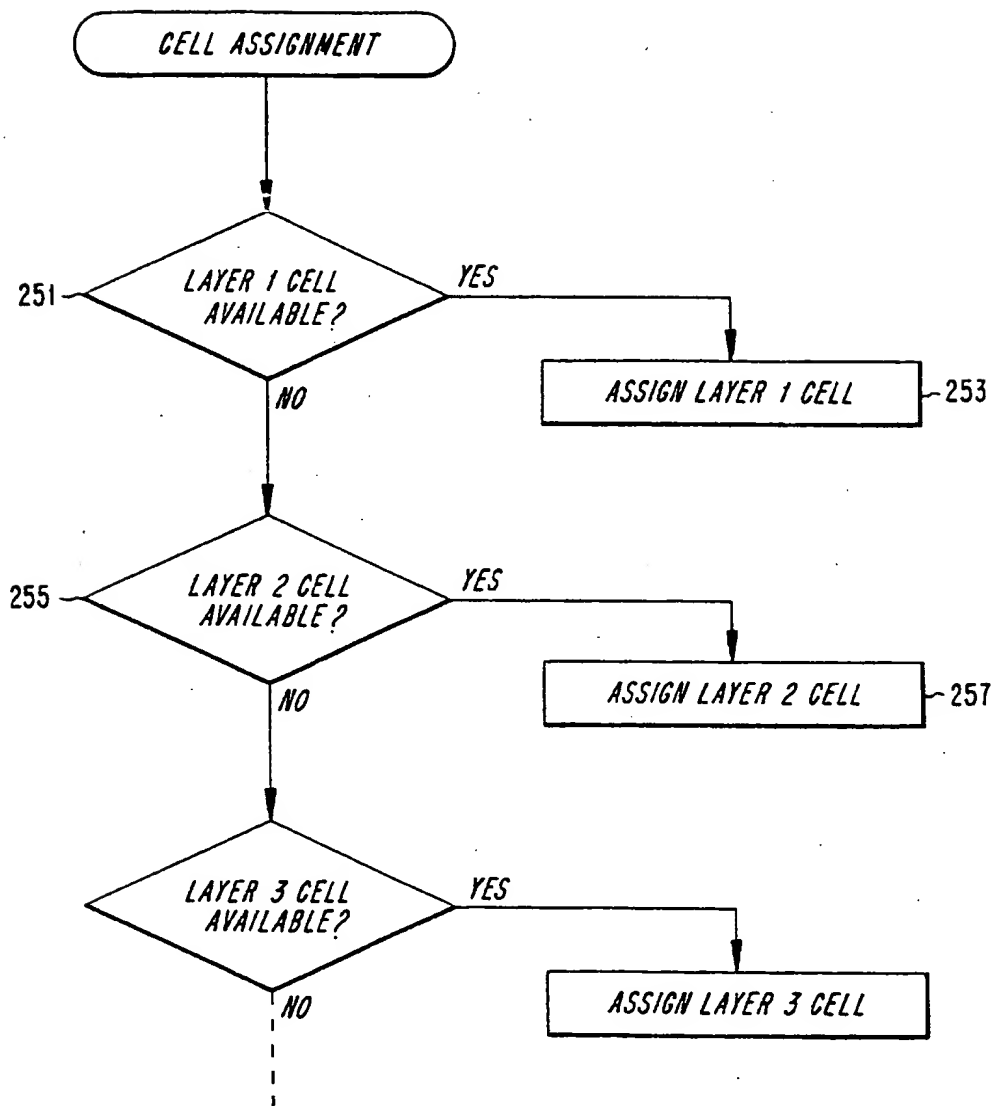 CELL ASSIGNMENT
LAYER 1 CELL
AVAILABLE?
251
YES
ASSIGN LAYER 1 CELL
253
NO
LAYER 2 CELL
AVAILABLE?
255
YES
ASSIGN LAYER 2 CELL
257
NO
LAYER 3 CELL
AVAILABLE?
YES
ASSIGN LAYER 3 CELL
NO